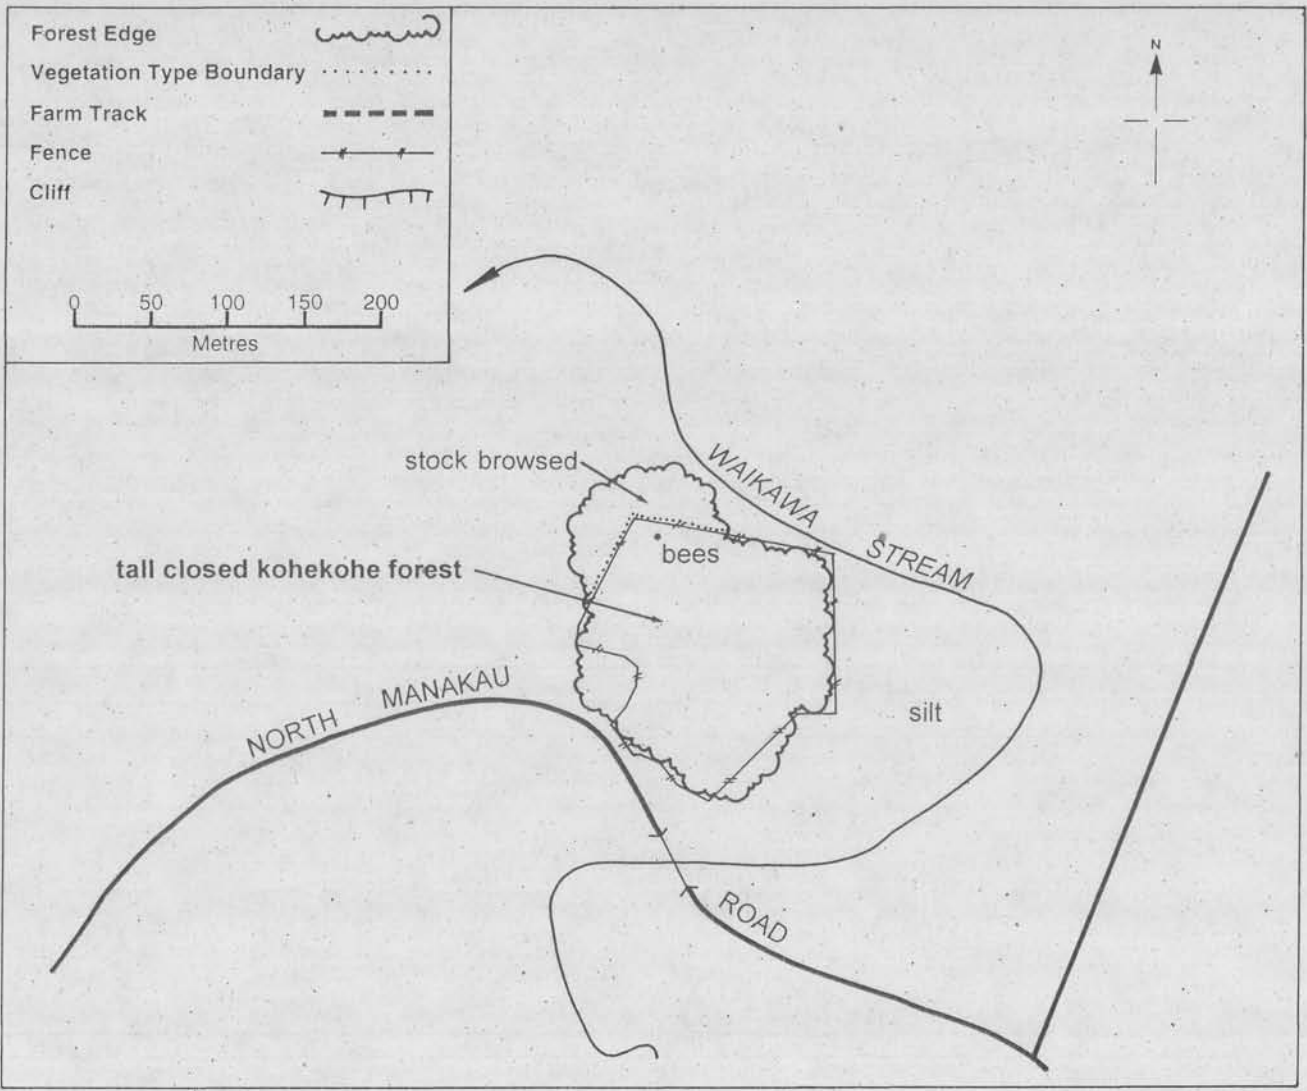 Forest Edge
Vegetation Type Boundary
Farm Track
Fence
Cliff
0 50 100 150 200
Metres
N
stock browsed
WAIKAWA STREAM
bees
tall closed kohekohe forest
NORTH MANAKAU ROAD
silt